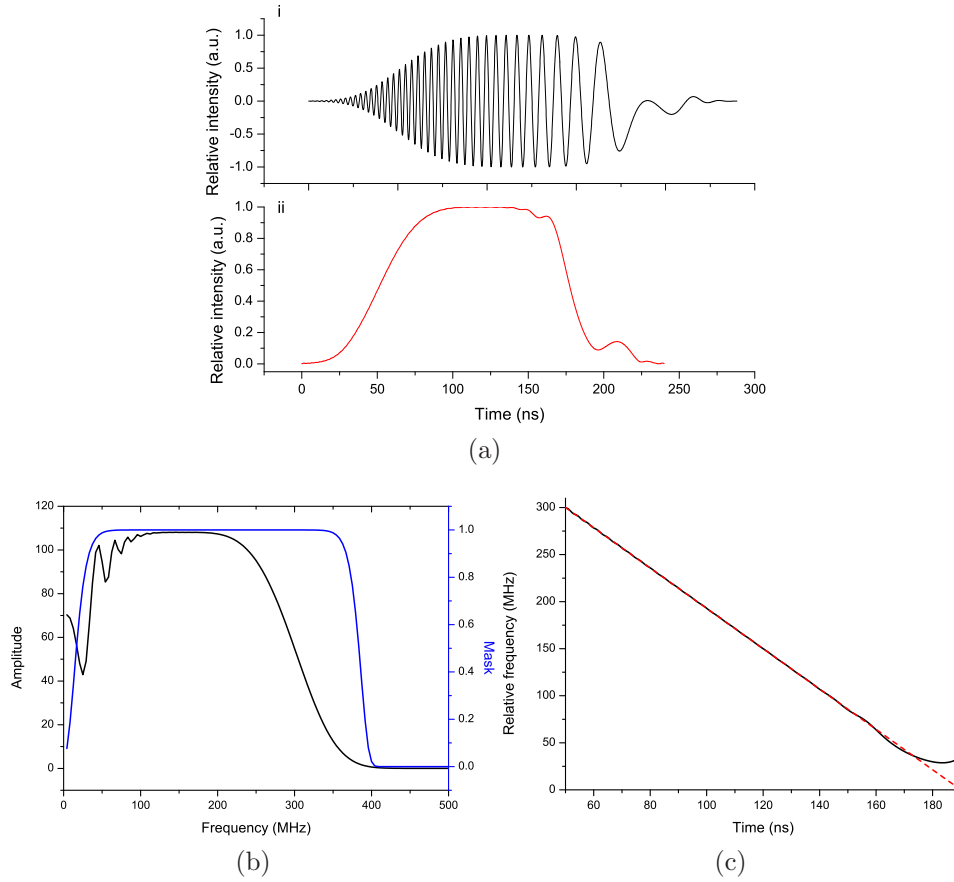 i
Relative intensity (a.u.)
1.0
0.5
0.0
-0.5
-1.0
ii
Relative intensity (a.u.)
1.0
0.8
0.6
0.4
0.2
0.0
0 50 100 150 200 250 300
Time (ns)
(a)
Amplitude
120
100
80
60
40
20
0
Mask
1.0
0.8
0.6
0.4
0.2
0.0
0 100 200 300 400 500
Frequency (MHz)
(b)
Relative frequency (MHz)
300
250
200
150
100
50
0
60 80 100 120 140 160 180
Time (ns)
(c)